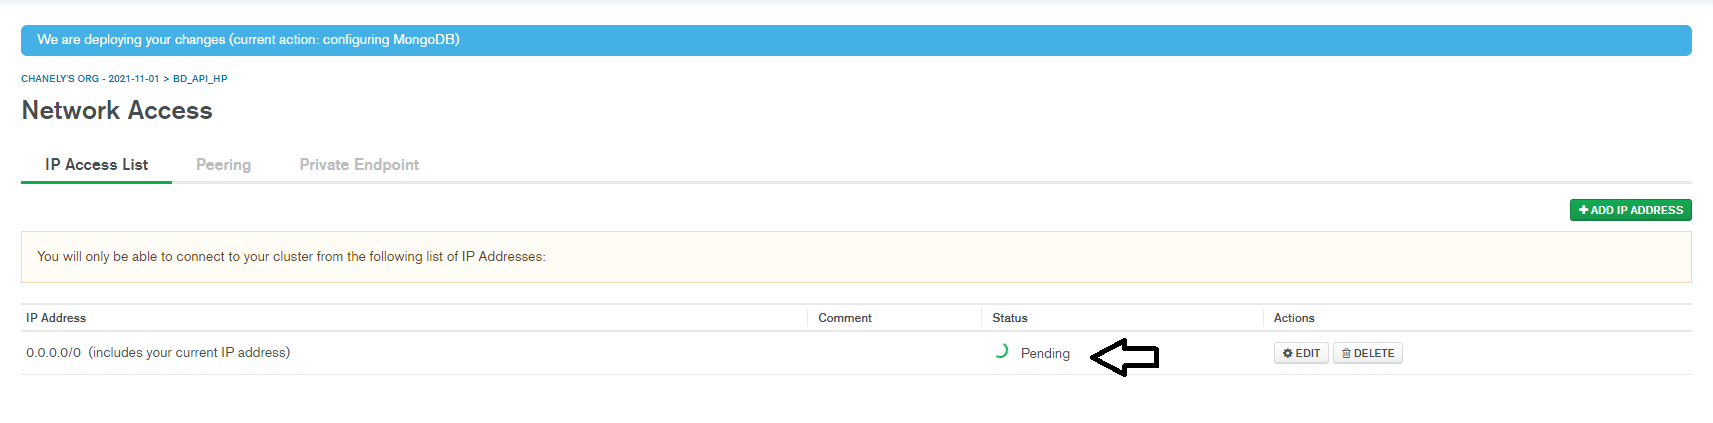 We are deploying your changes (current action: configuring MongoDB)
CHANELY'S ORG - 2021-11-01 > BD_API_HP
Network Access
IP Access List Peering Private Endpoint
+ ADD IP ADDRESS
You will only be able to connect to your cluster from the following list of IP Addresses:
IP Address Comment Status Actions
0.0.0.0/0 (includes your current IP address) Pending EDIT DELETE